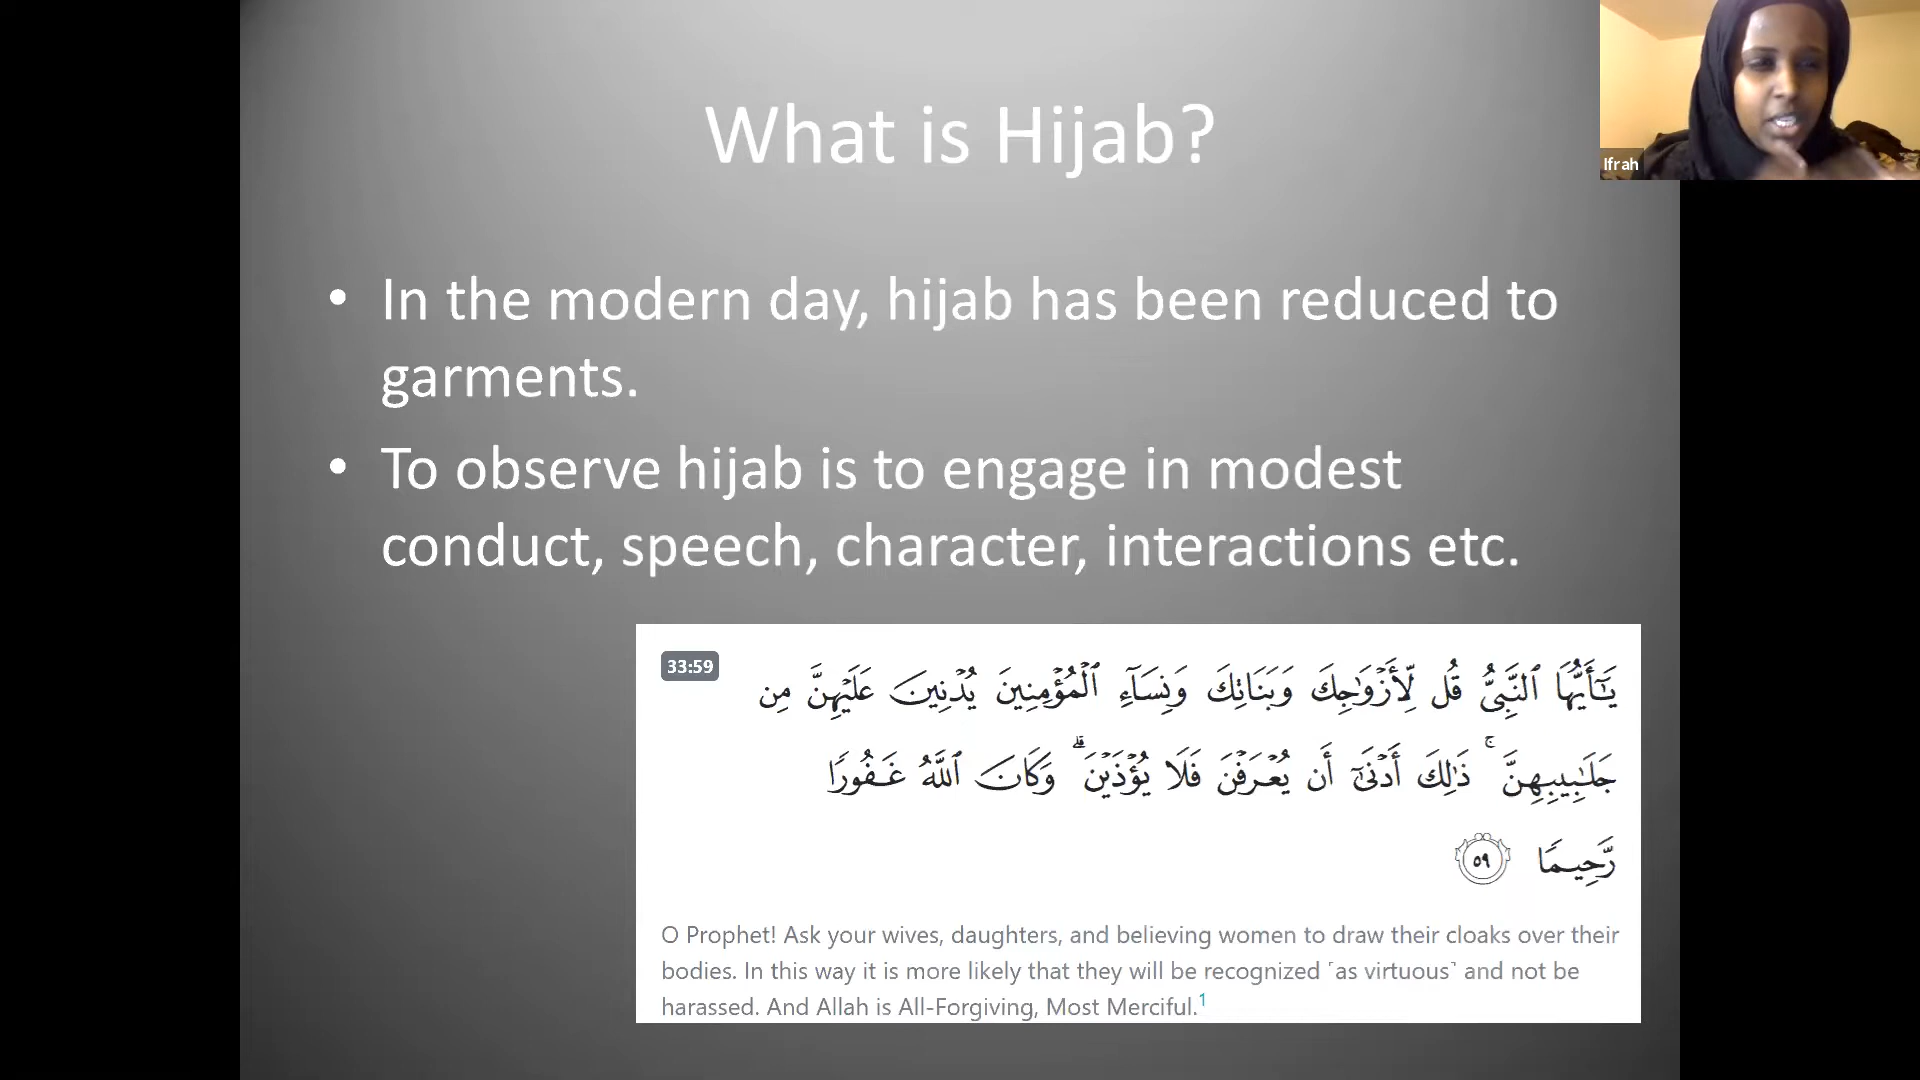 What is Hijab?
Ifrah
• In the modern day, hijab has been reduced to
garments.
• To observe hijab is to engage in modest
conduct, speech, character, interactions etc.
33:59
يَـٰٓأَيُّهَا ٱلنَّبِىُّ قُل لِّأَزْوَٰجِكَ وَبَنَاتِكَ وَنِسَآءِ ٱلْمُؤْمِنِينَ يُدْنِينَ عَلَيْهِنَّ مِن
جَلَـٰبِيبِهِنَّ ۚ ذَٰلِكَ أَدْنَىٰٓ أَن يُعْرَفْنَ فَلَا يُؤْذَيْنَ ۗ وَكَانَ ٱللَّهُ غَفُورًا
رَّحِيمًا ٥٩
O Prophet! Ask your wives, daughters, and believing women to draw their cloaks over their
bodies. In this way it is more likely that they will be recognized ˹as virtuous˺ and not be
harassed. And Allah is All-Forgiving, Most Merciful.1